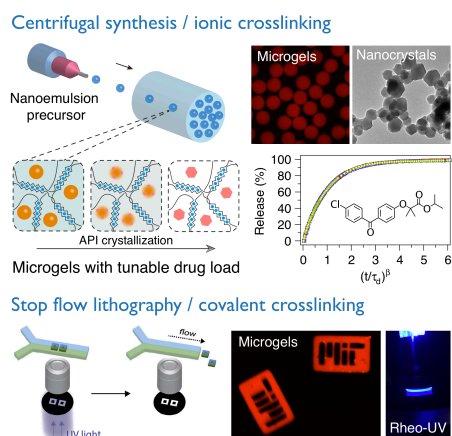 Centrifugal synthesis / ionic crosslinking
Nanoemulsion
precursor
Microgels
Nanocrystals
API crystallization
Microgels with tunable drug load
Release (%)
100
80
60
40
20
0
Cl
O
O
O
O
0 1 2 3 4 5 6
(t/τd)β
Stop flow lithography / covalent crosslinking
flow
UV light
Microgels
MIT
MIT
Rheo-UV